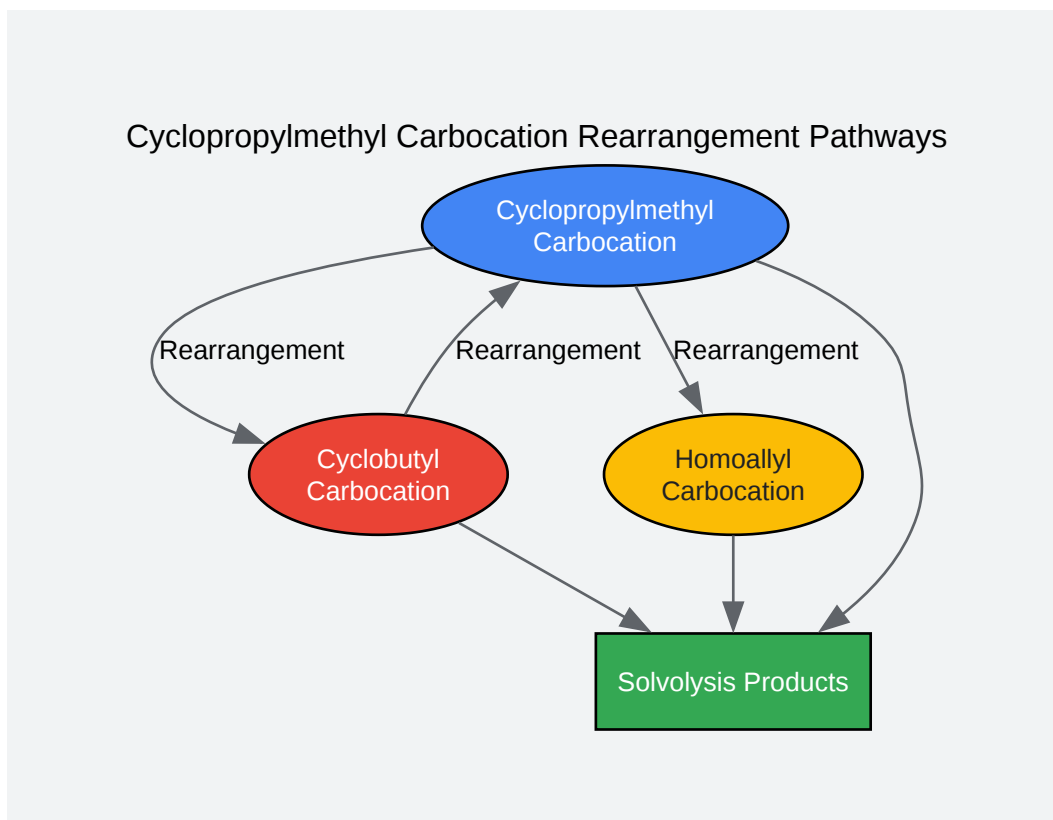 Cyclopropylmethyl Carbocation Rearrangement Pathways
Cyclopropylmethyl
Carbocation
Rearrangement
Rearrangement
Rearrangement
Cyclobutyl
Carbocation
Homoallyl
Carbocation
Solvolysis Products